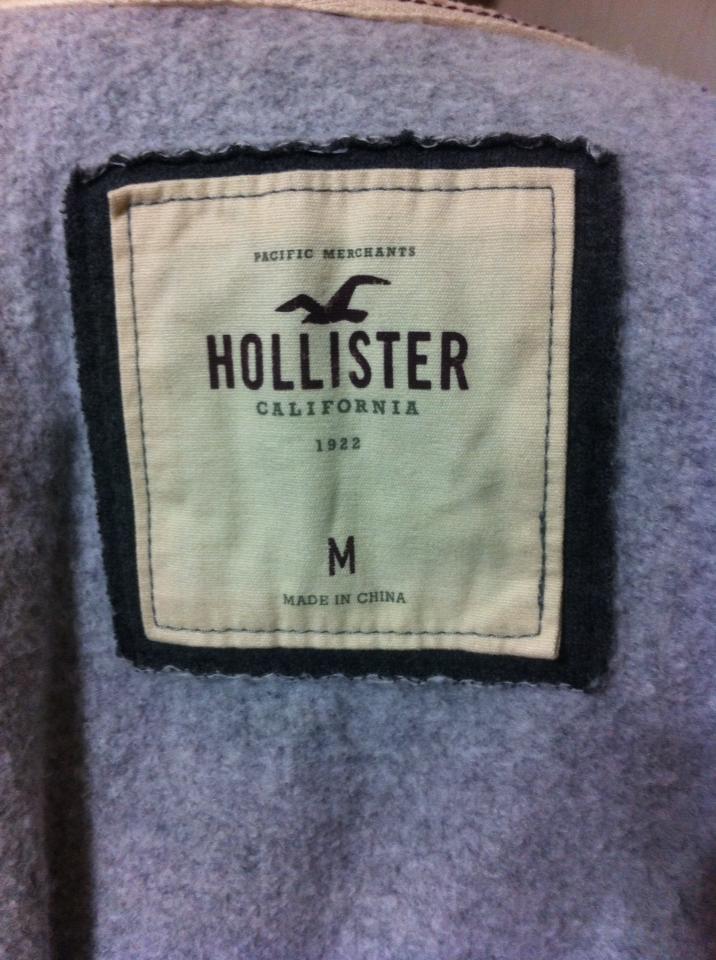 PACIFIC MERCHANTS
HOLLISTER
CALIFORNIA
1922
M
MADE IN CHINA